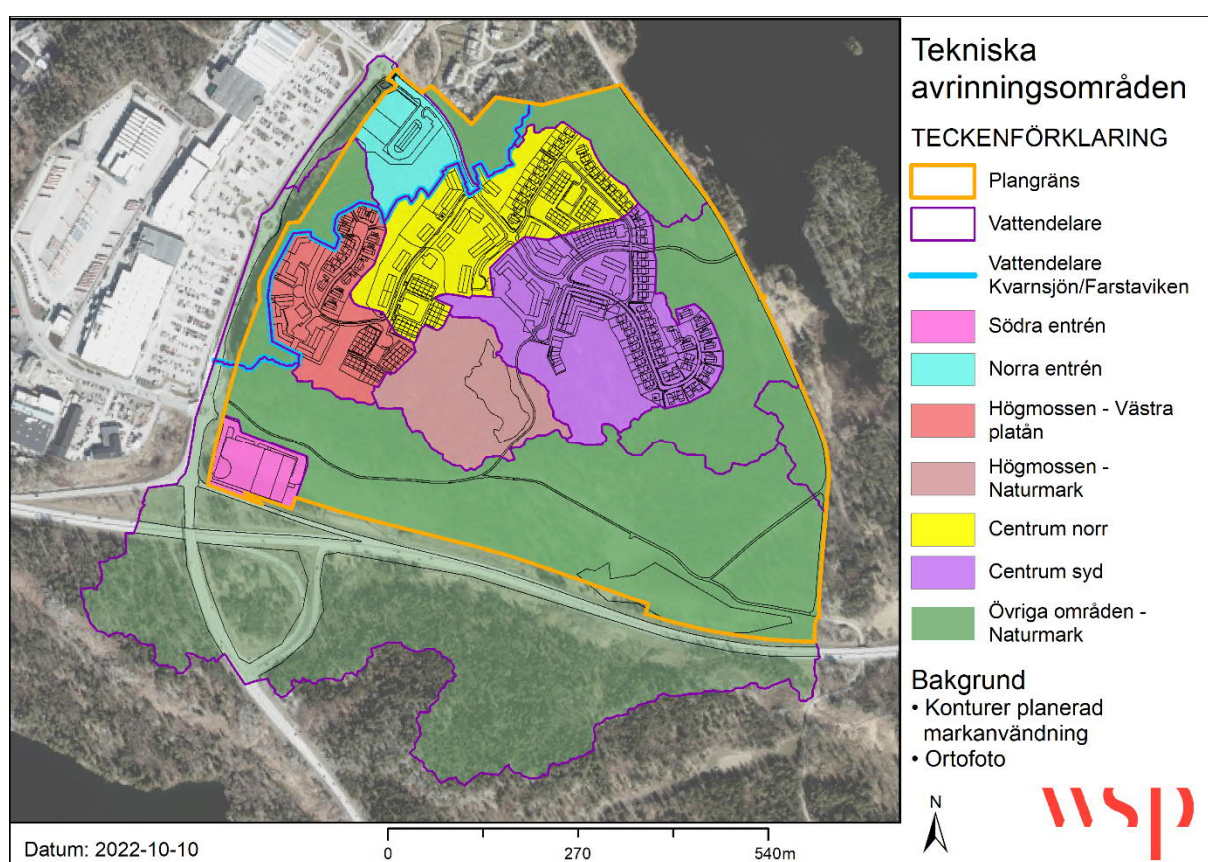 Tekniska
avrinningsområden
TECKENFÖRKLARING
Plangräns
Vattendelare
Vattendelare
Kvarnsjön/Farstaviken
Södra entrén
Norra entrén
Högmossen - Västra
platån
Högmossen -
Naturmark
Centrum norr
Centrum syd
Övriga områden -
Naturmark
Bakgrund
• Konturer planerad
markanvändning
• Ortofoto
N
wsp
Datum: 2022-10-10
0 270 540m